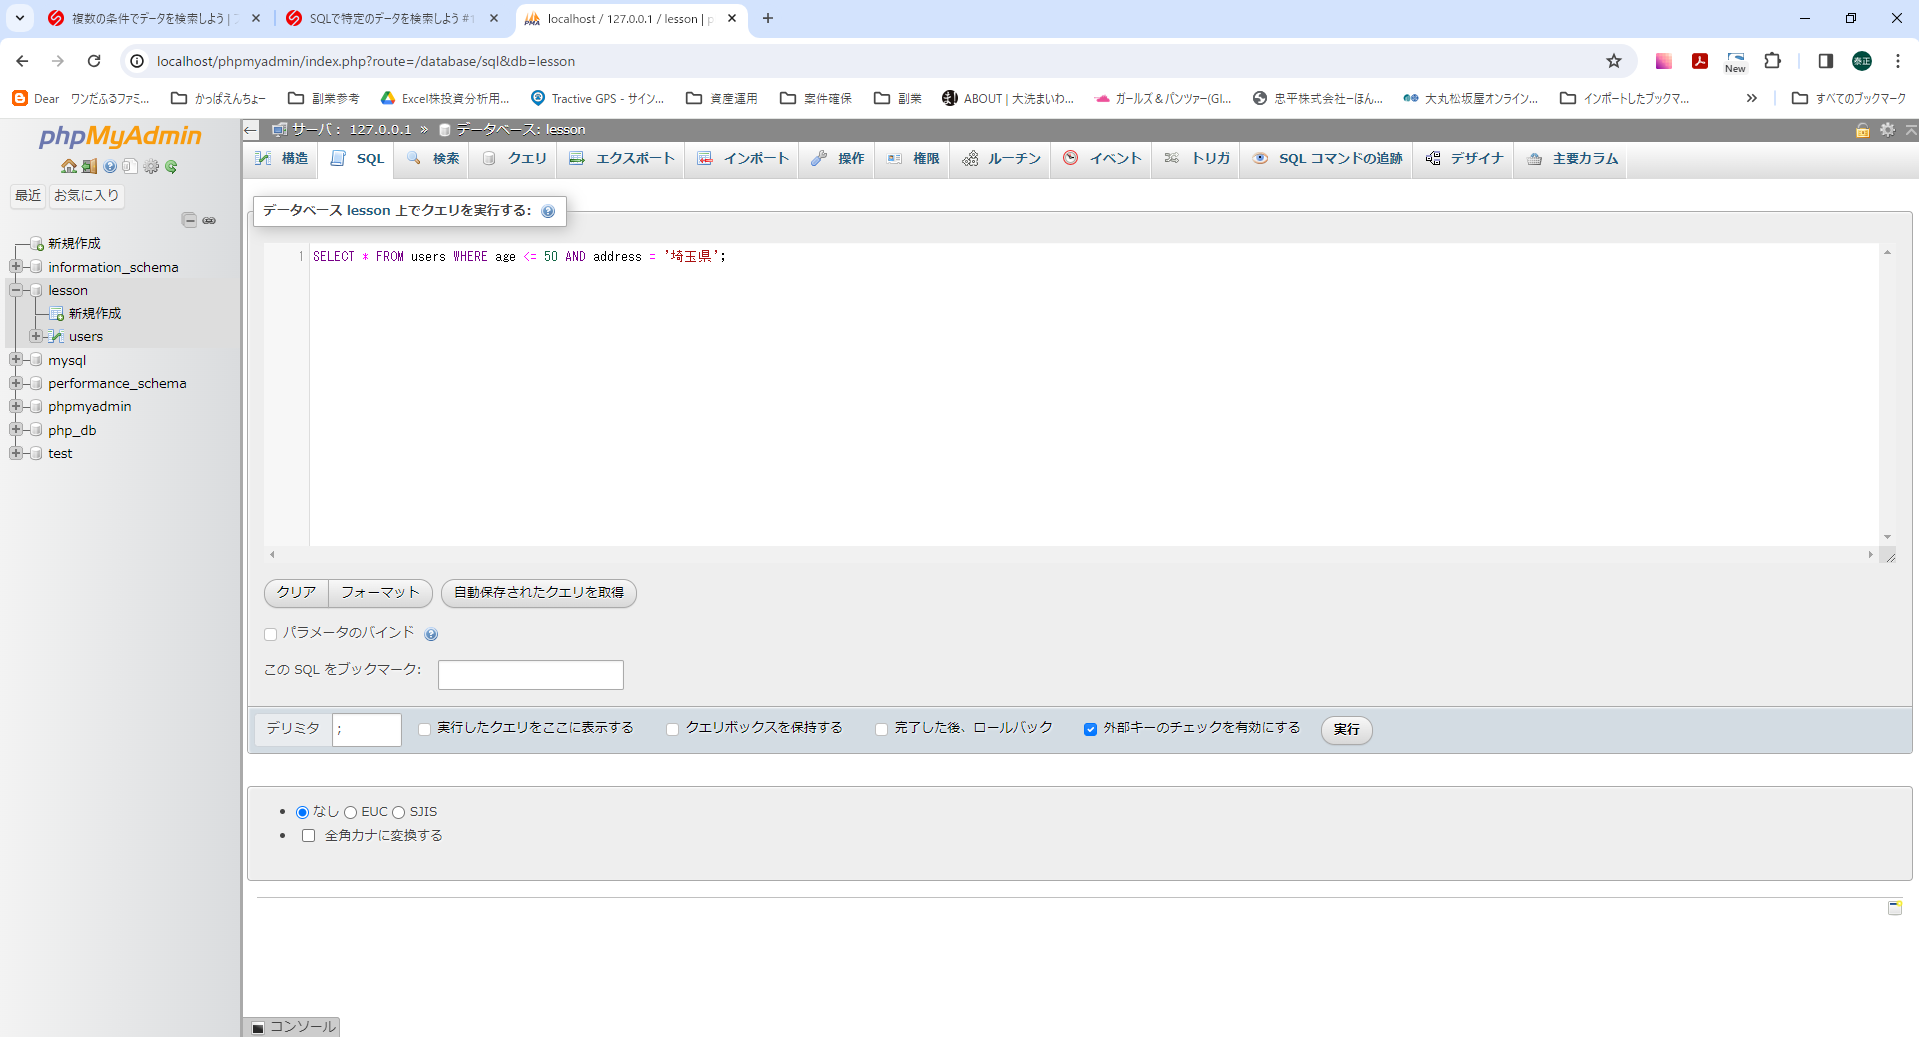 複数の条件でデータを検索しよう |
SQLで特定のデータを検索しよう #1
localhost / 127.0.0.1 / lesson | p
localhost/phpmyadmin/index.php?route=/database/sql&db=lesson
New
泰正
Dear ワンだふるファミ...
かっぱえんちょー
副業参考
Excel株投資分析用...
Tractive GPS - サイン...
資産運用
案件確保
副業
ABOUT | 大洗まいわ...
ガールズ&パンツァー(GI...
忠平株式会社ーほん...
大丸松坂屋オンライン...
インポートしたブックマ...
すべてのブックマーク
phpMyAdmin
最近
お気に入り
新規作成
information_schema
lesson
新規作成
users
mysql
performance_schema
phpmyadmin
php_db
test
サーバ: 127.0.0.1 » データベース: lesson
構造
SQL
検索
クエリ
エクスポート
インポート
操作
権限
ルーチン
イベント
トリガ
SQL コマンドの追跡
デザイナ
主要カラム
データベース lesson 上でクエリを実行する:
1
SELECT * FROM users WHERE age <= 50 AND address = '埼玉県';
クリア
フォーマット
自動保存されたクエリを取得
パラメータのバインド
この SQL をブックマーク:
デリミタ
;
実行したクエリをここに表示する
クエリボックスを保持する
完了した後、ロールバック
外部キーのチェックを有効にする
実行
なし EUC SJIS
全角カナに変換する
コンソール